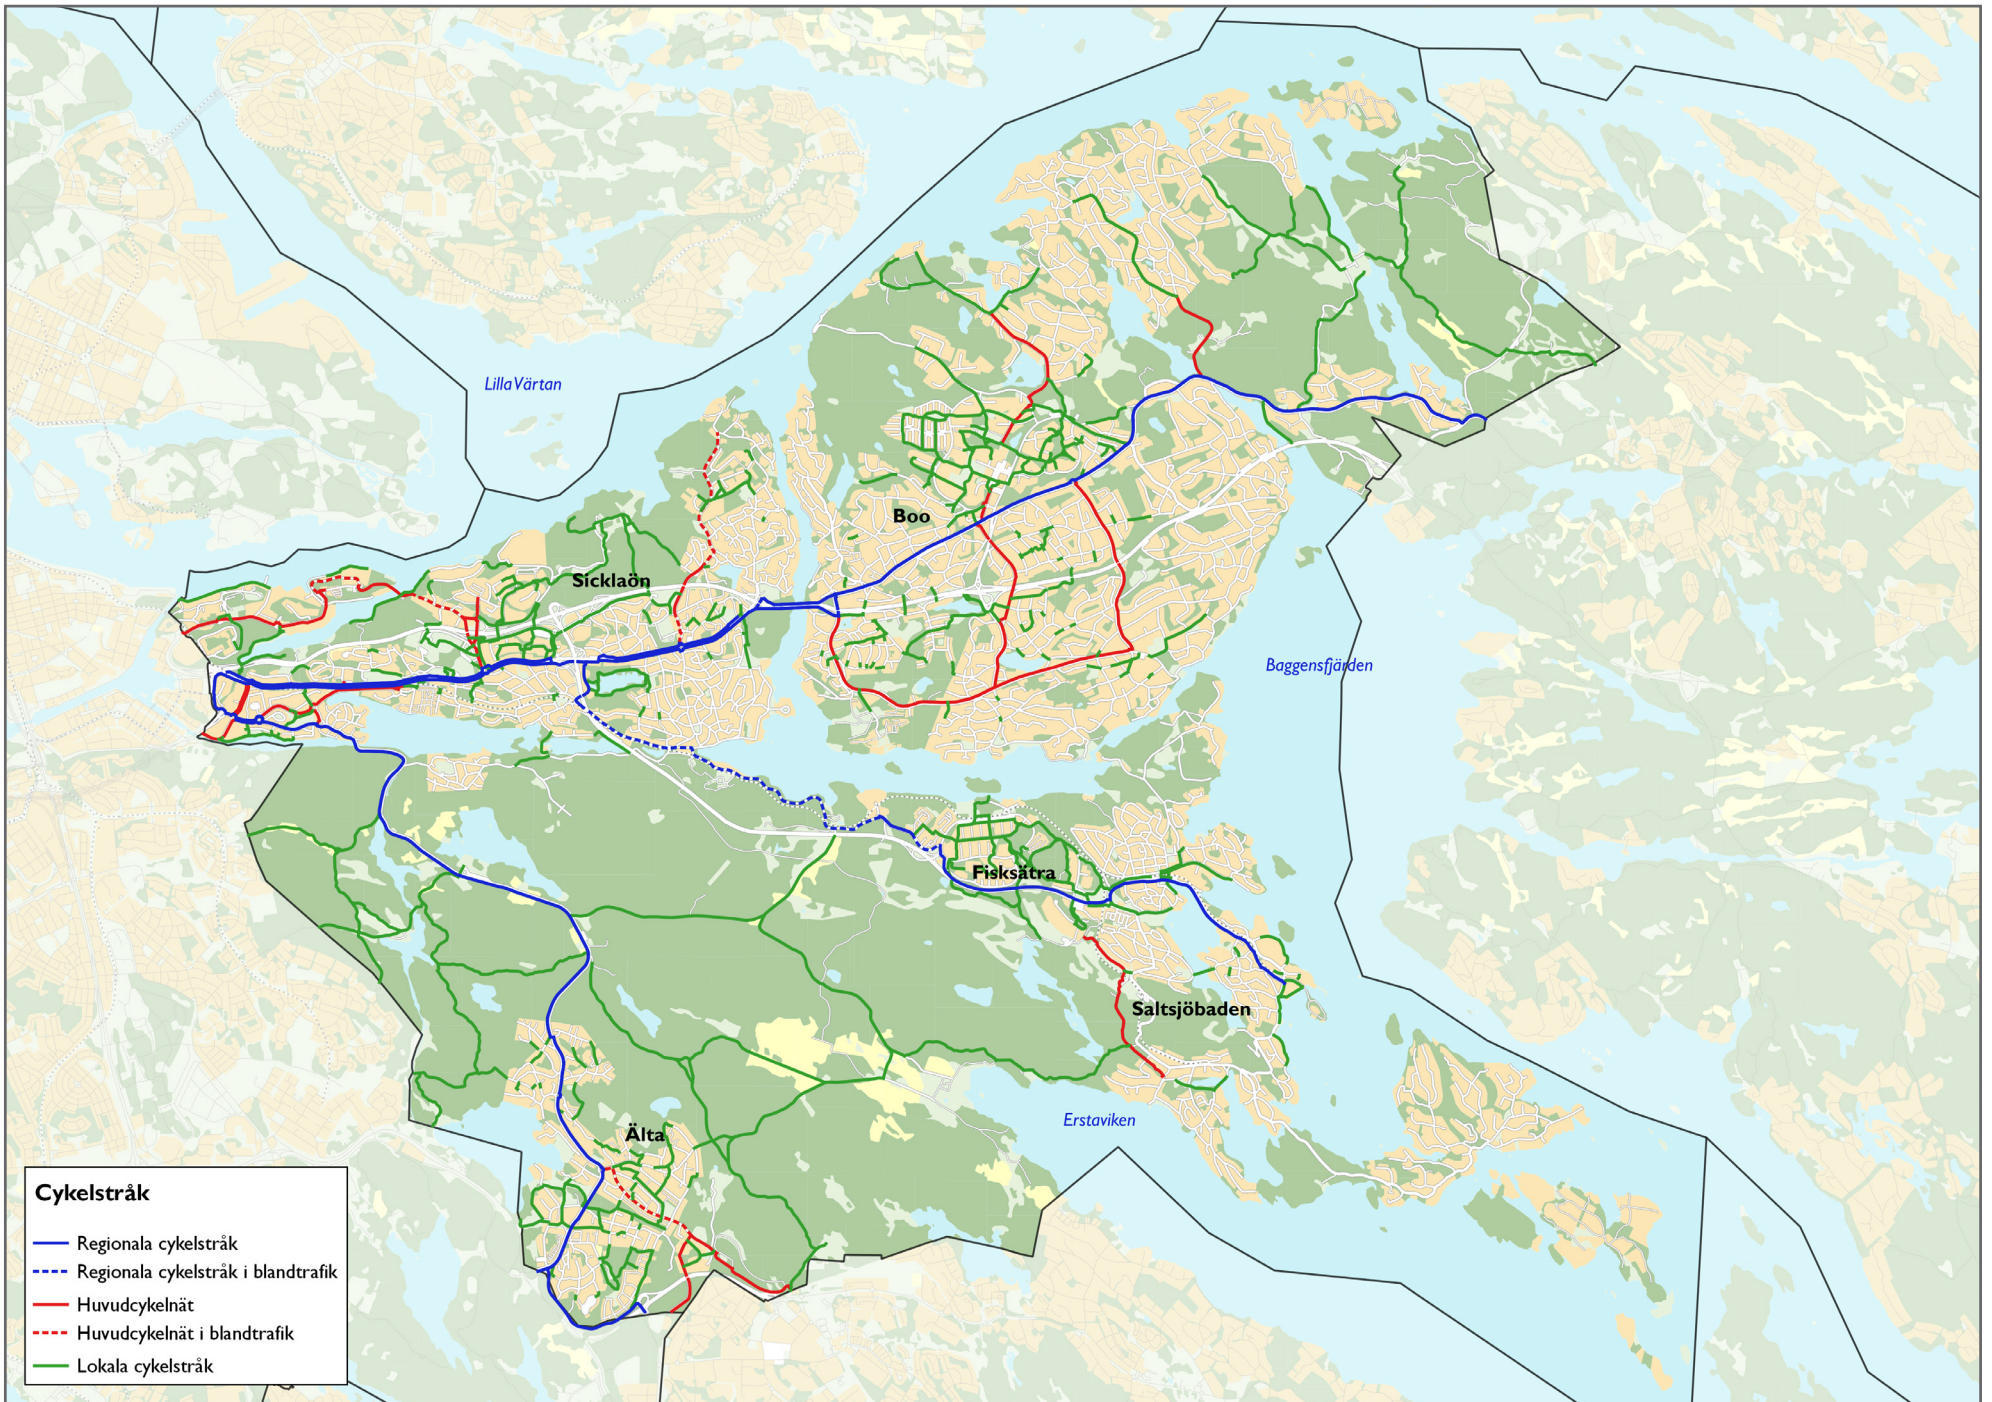 Lilla Värtan
Boo
Sicklaön
Baggensfjärden
Fisksätra
Saltsjöbaden
Erstaviken
Älta
Cykelstråk
Regionala cykelstråk
Regionala cykelstråk i blandtrafik
Huvudcykelnät
Huvudcykelnät i blandtrafik
Lokala cykelstråk